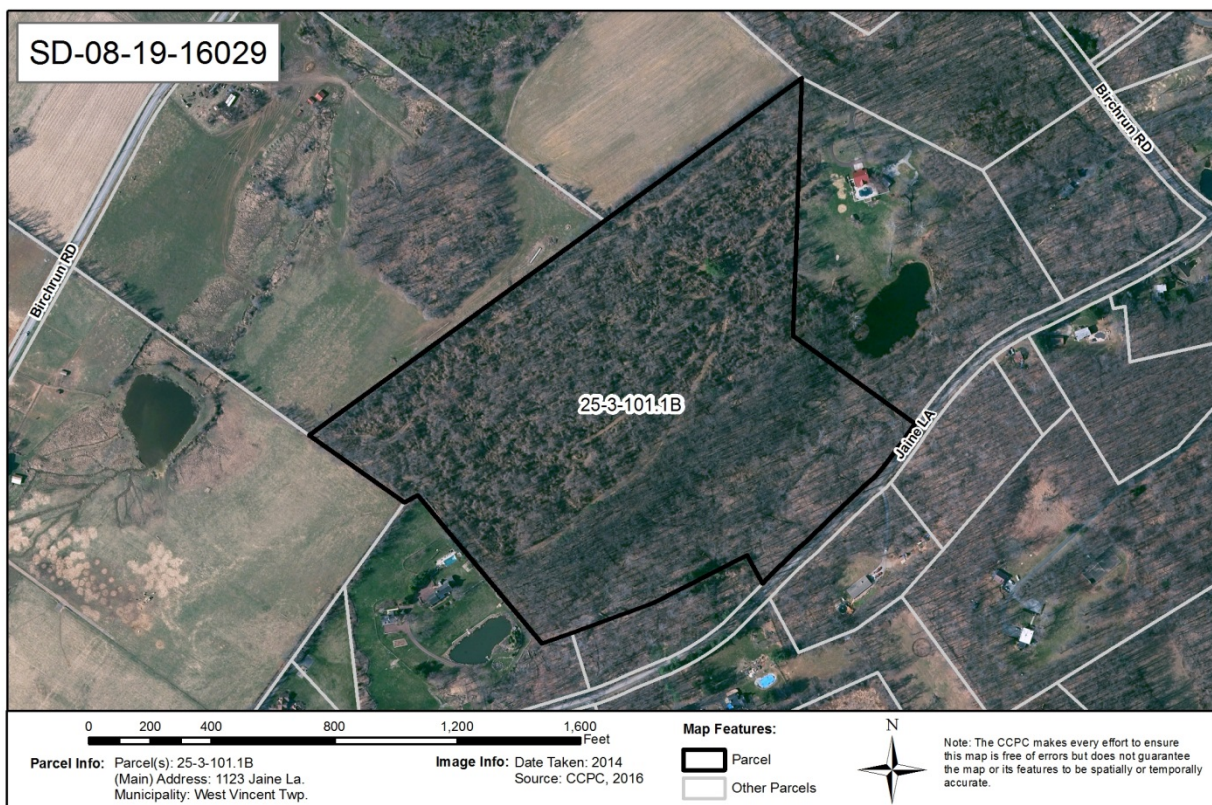 SD-08-19-16029
Birchrun RD
Birchrun RD
25-3-101.1B
Jaine LA
0 200 400 800 1,200 1,600
Feet
Parcel Info: Parcel(s): 25-3-101.1B
(Main) Address: 1123 Jaine La.
Municipality: West Vincent Twp.
Image Info: Date Taken: 2014
Source: CCPC, 2016
Map Features:
Parcel
Other Parcels
N
Note: The CCPC makes every effort to ensure
this map is free of errors but does not guarantee
the map or its features to be spatially or temporally
accurate.